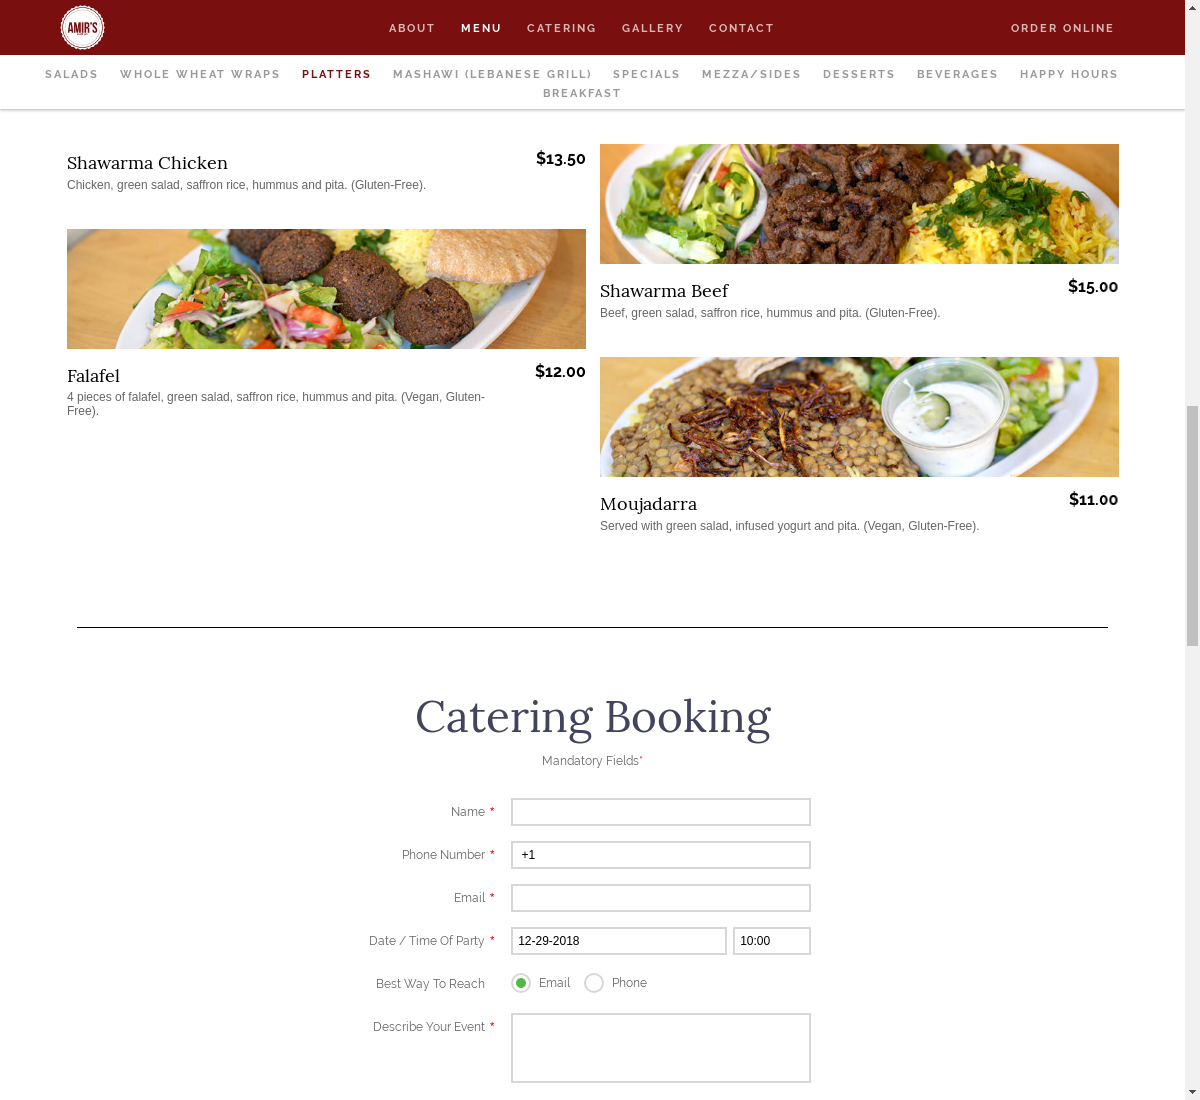 AMIR'S
ABOUT MENU CATERING GALLERY CONTACT ORDER ONLINE
SALADS WHOLE WHEAT WRAPS PLATTERS MASHAWI (LEBANESE GRILL) SPECIALS MEZZA/SIDES DESSERTS BEVERAGES HAPPY HOURS
BREAKFAST
Shawarma Chicken $13.50
Chicken, green salad, saffron rice, hummus and pita. (Gluten-Free).
Falafel $12.00
4 pieces of falafel, green salad, saffron rice, hummus and pita. (Vegan, Gluten-
Free).
Shawarma Beef $15.00
Beef, green salad, saffron rice, hummus and pita. (Gluten-Free).
Moujadarra $11.00
Served with green salad, infused yogurt and pita. (Vegan, Gluten-Free).
Catering Booking
Mandatory Fields*
Name *
Phone Number * +1
Email *
Date / Time Of Party * 12-29-2018 10:00
Best Way To Reach Email Phone
Describe Your Event *